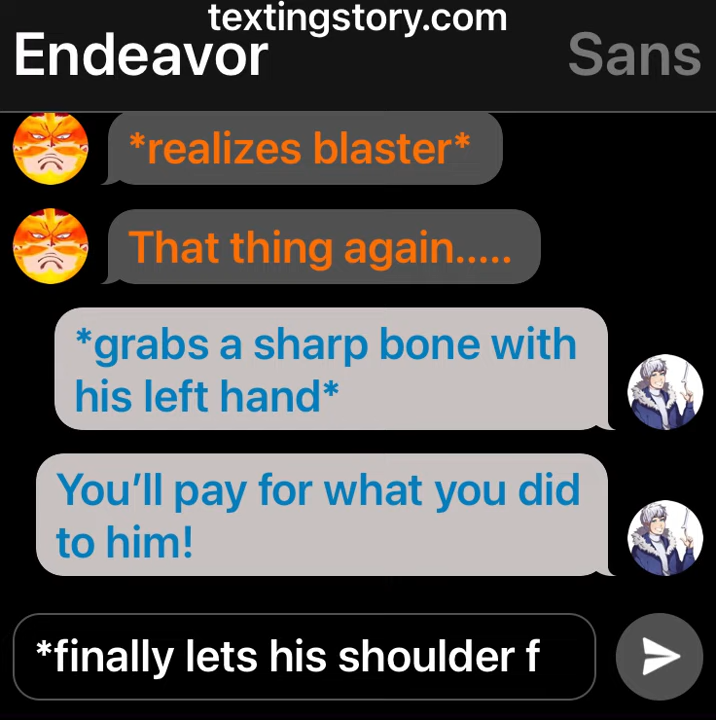 textingstory.com
Endeavor Sans
*realizes blaster*
That thing again.....
*grabs a sharp bone with
his left hand*
You’ll pay for what you did
to him!
*finally lets his shoulder f